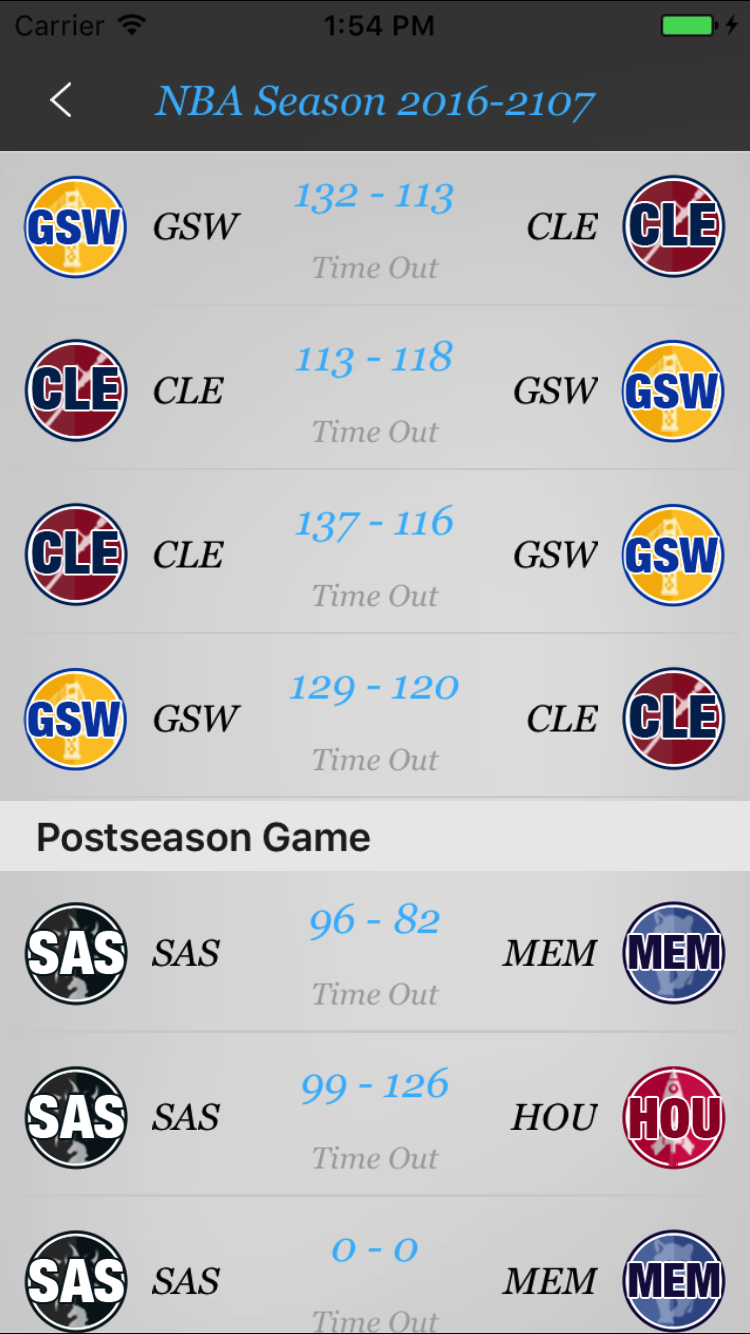 Carrier 1:54 PM
NBA Season 2016-2107
GSW GSW 132 - 113 CLE CLE
Time Out
CLE CLE 113 - 118 GSW GSW
Time Out
CLE CLE 137 - 116 GSW GSW
Time Out
GSW GSW 129 - 120 CLE CLE
Time Out
Postseason Game
SAS SAS 96 - 82 MEM MEM
Time Out
SAS SAS 99 - 126 HOU HOU
Time Out
SAS SAS 0 - 0 MEM MEM
Time Out